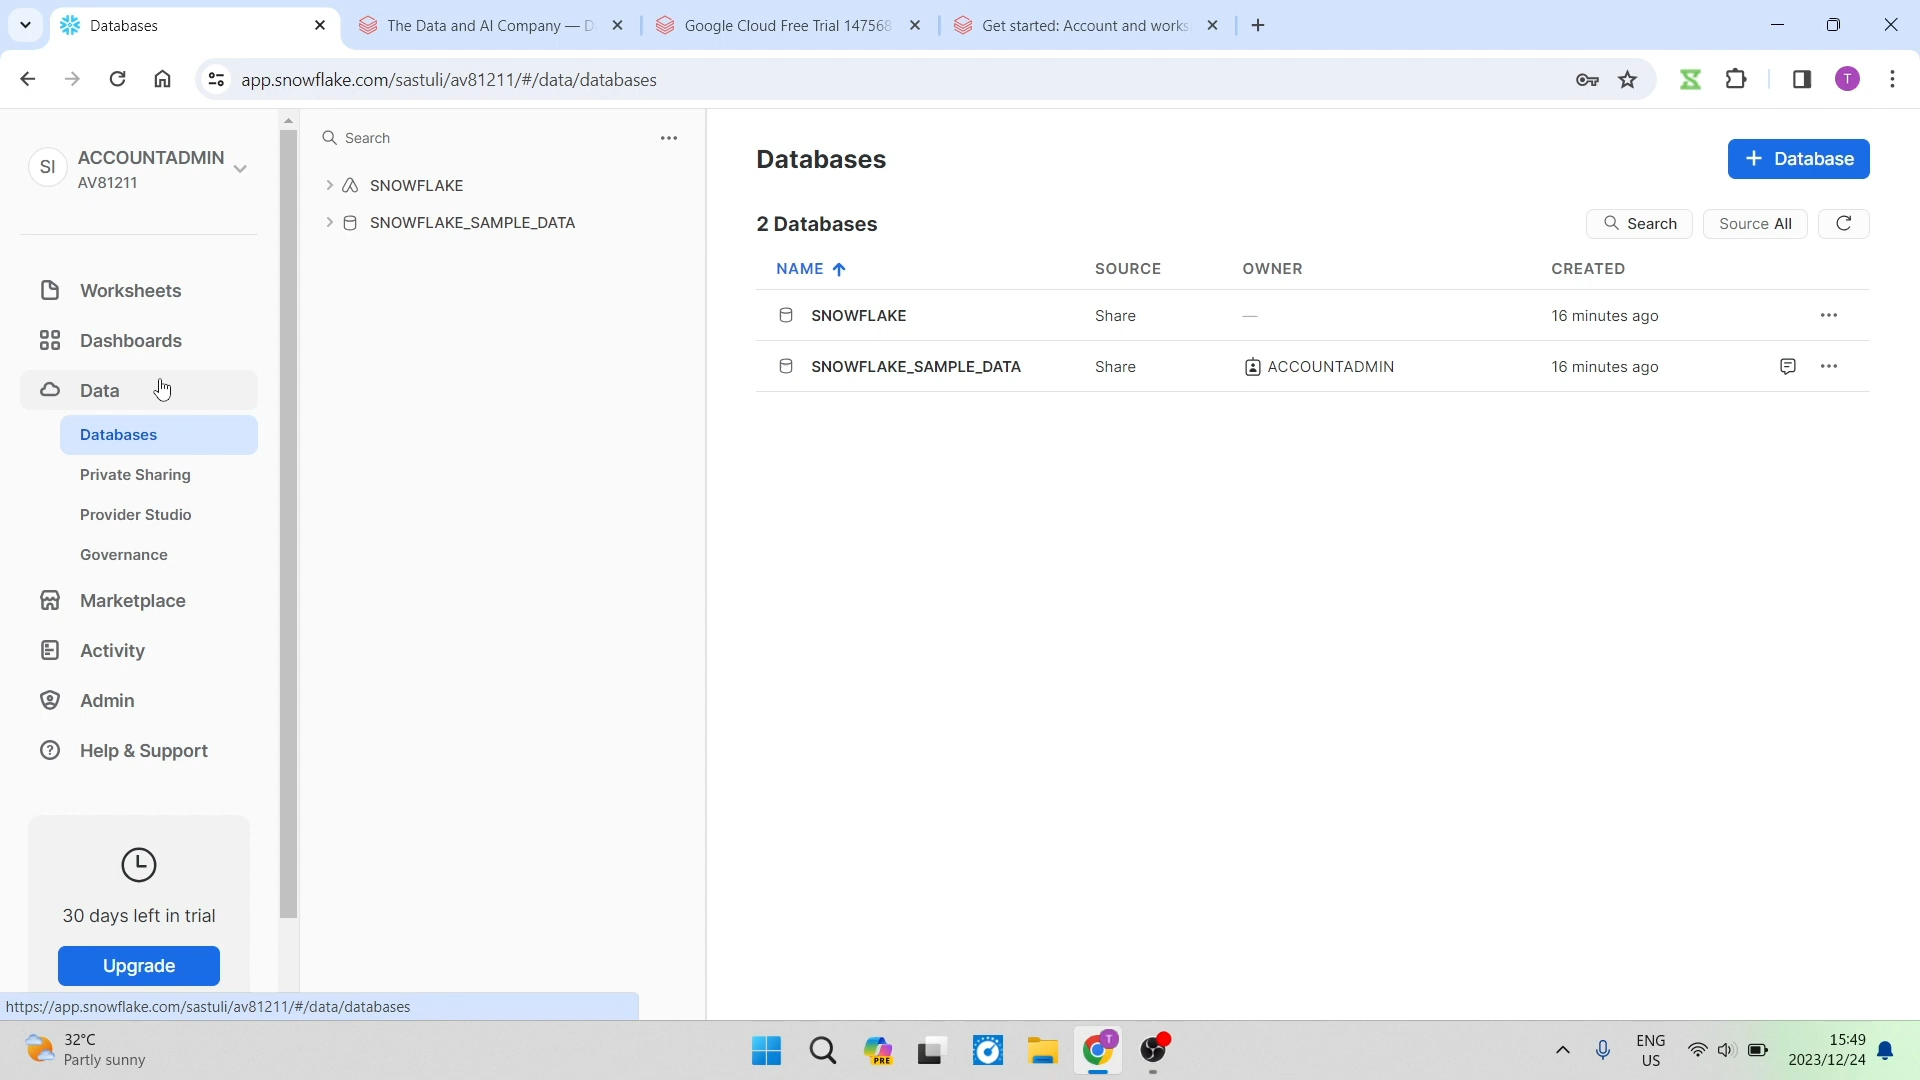 Databases
The Data and AI Company — D
Google Cloud Free Trial 147568
Get started: Account and works
app.snowflake.com/sastuli/av81211/#/data/databases
T
SI
ACCOUNTADMIN
AV81211
Worksheets
Dashboards
Data
Databases
Private Sharing
Provider Studio
Governance
Marketplace
Activity
Admin
Help & Support
30 days left in trial
Upgrade
https://app.snowflake.com/sastuli/av81211/#/data/databases
Search
SNOWFLAKE
SNOWFLAKE_SAMPLE_DATA
Databases
+ Database
2 Databases
Search
Source All
NAME SOURCE OWNER CREATED
SNOWFLAKE Share — 16 minutes ago
SNOWFLAKE_SAMPLE_DATA Share ACCOUNTADMIN 16 minutes ago
32°C
Partly sunny
PRE
T
ENG
US
15:49
2023/12/24